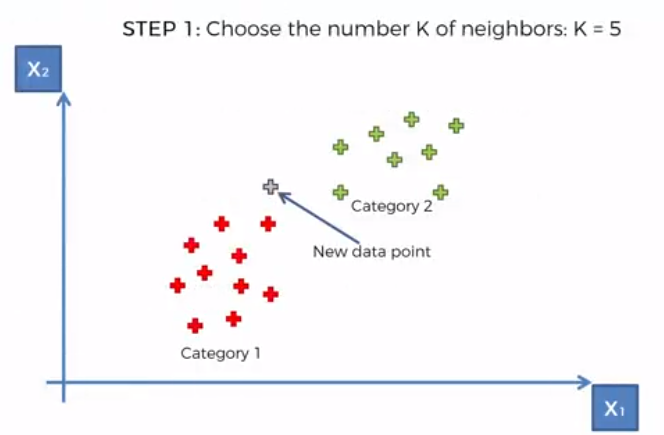 STEP 1: Choose the number K of neighbors: K = 5
X₂
Category 2
New data point
Category 1
X₁